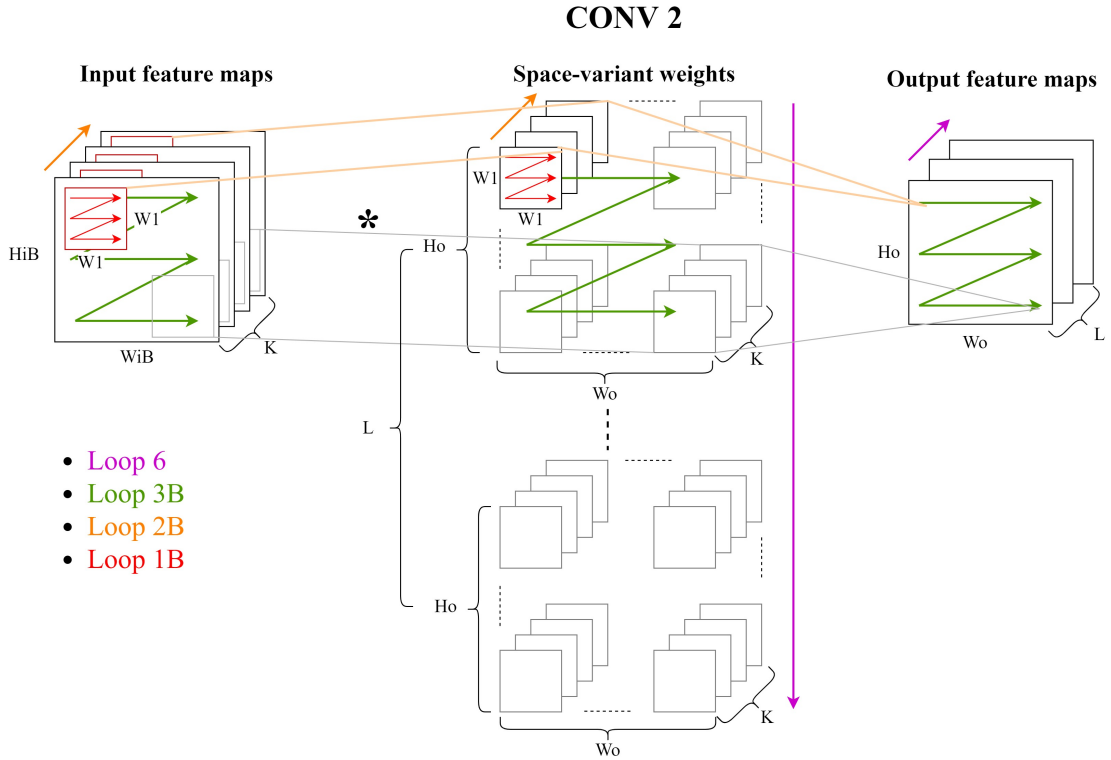 CONV 2
Input feature maps
Space-variant weights
Output feature maps
W1
W1
HiB
WiB
K
*
W1
W1
Ho
K
Wo
Ho
Wo
L
L
Ho
K
Wo
• Loop 6
• Loop 3B
• Loop 2B
• Loop 1B